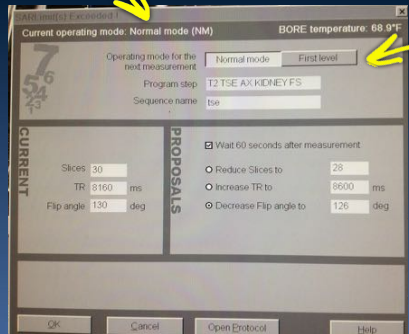 SAR Limit(s) Exceeded !
Current operating mode: Normal mode (NM) BORE temperature: 68.9°F
Operating mode for the next measurement Normal mode First level
Program step T2 TSE AX KIDNEY FS
Sequence name tse
CURRENT
Slices 30
TR 8160 ms
Flip angle 130 deg
PROPOSALS
Wait 60 seconds after measurement
Reduce Slices to 28
Increase TR to 8600 ms
Decrease Flip angle to 126 deg
OK Cancel Open Protocol Help